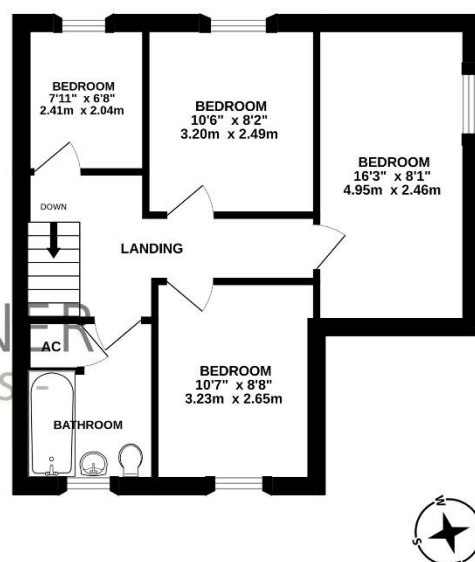 BEDROOM
7'11" x 6'8"
2.41m x 2.04m
BEDROOM
10'6" x 8'2"
3.20m x 2.49m
BEDROOM
16'3" x 8'1"
4.95m x 2.46m
DOWN
LANDING
NER
AC
BEDROOM
10'7" x 8'8"
3.23m x 2.65m
BATHROOM
W
S